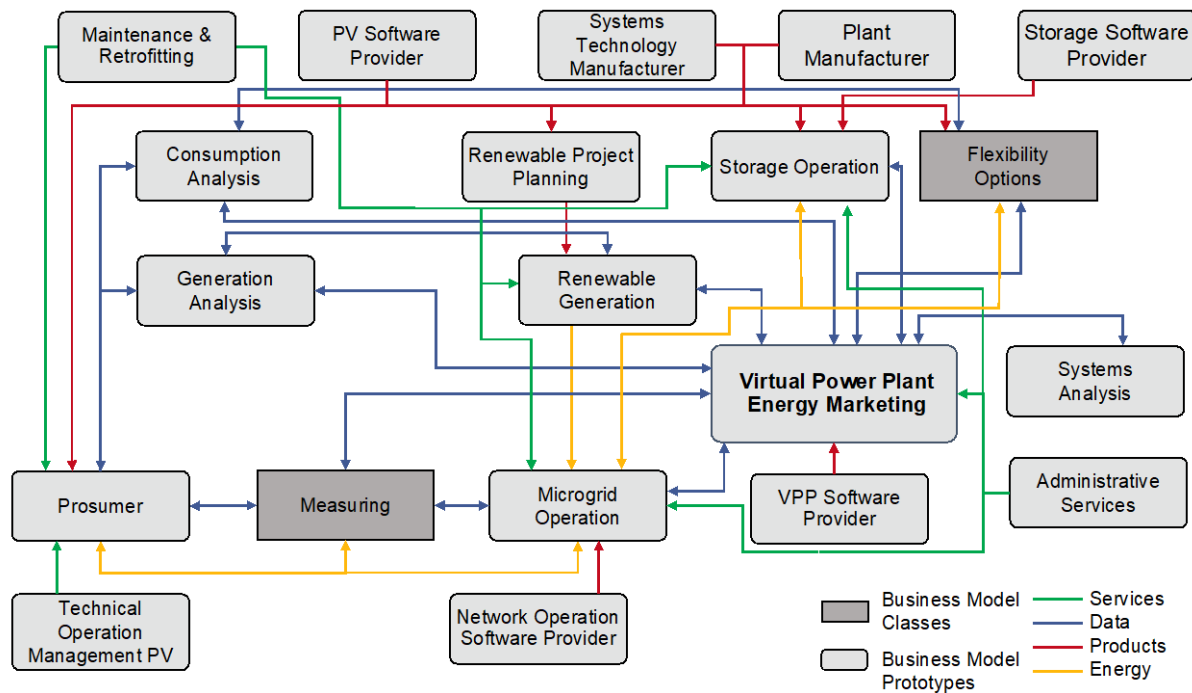 Maintenance &
Retrofitting
PV Software
Provider
Systems
Technology
Manufacturer
Plant
Manufacturer
Storage Software
Provider
Consumption
Analysis
Renewable Project
Planning
Storage Operation
Flexibility
Options
Generation
Analysis
Renewable
Generation
Virtual Power Plant
Energy Marketing
Systems
Analysis
Prosumer
Measuring
Microgrid
Operation
VPP Software
Provider
Administrative
Services
Technical
Operation
Management PV
Network Operation
Software Provider
Business Model
Classes
Business Model
Prototypes
Services
Data
Products
Energy